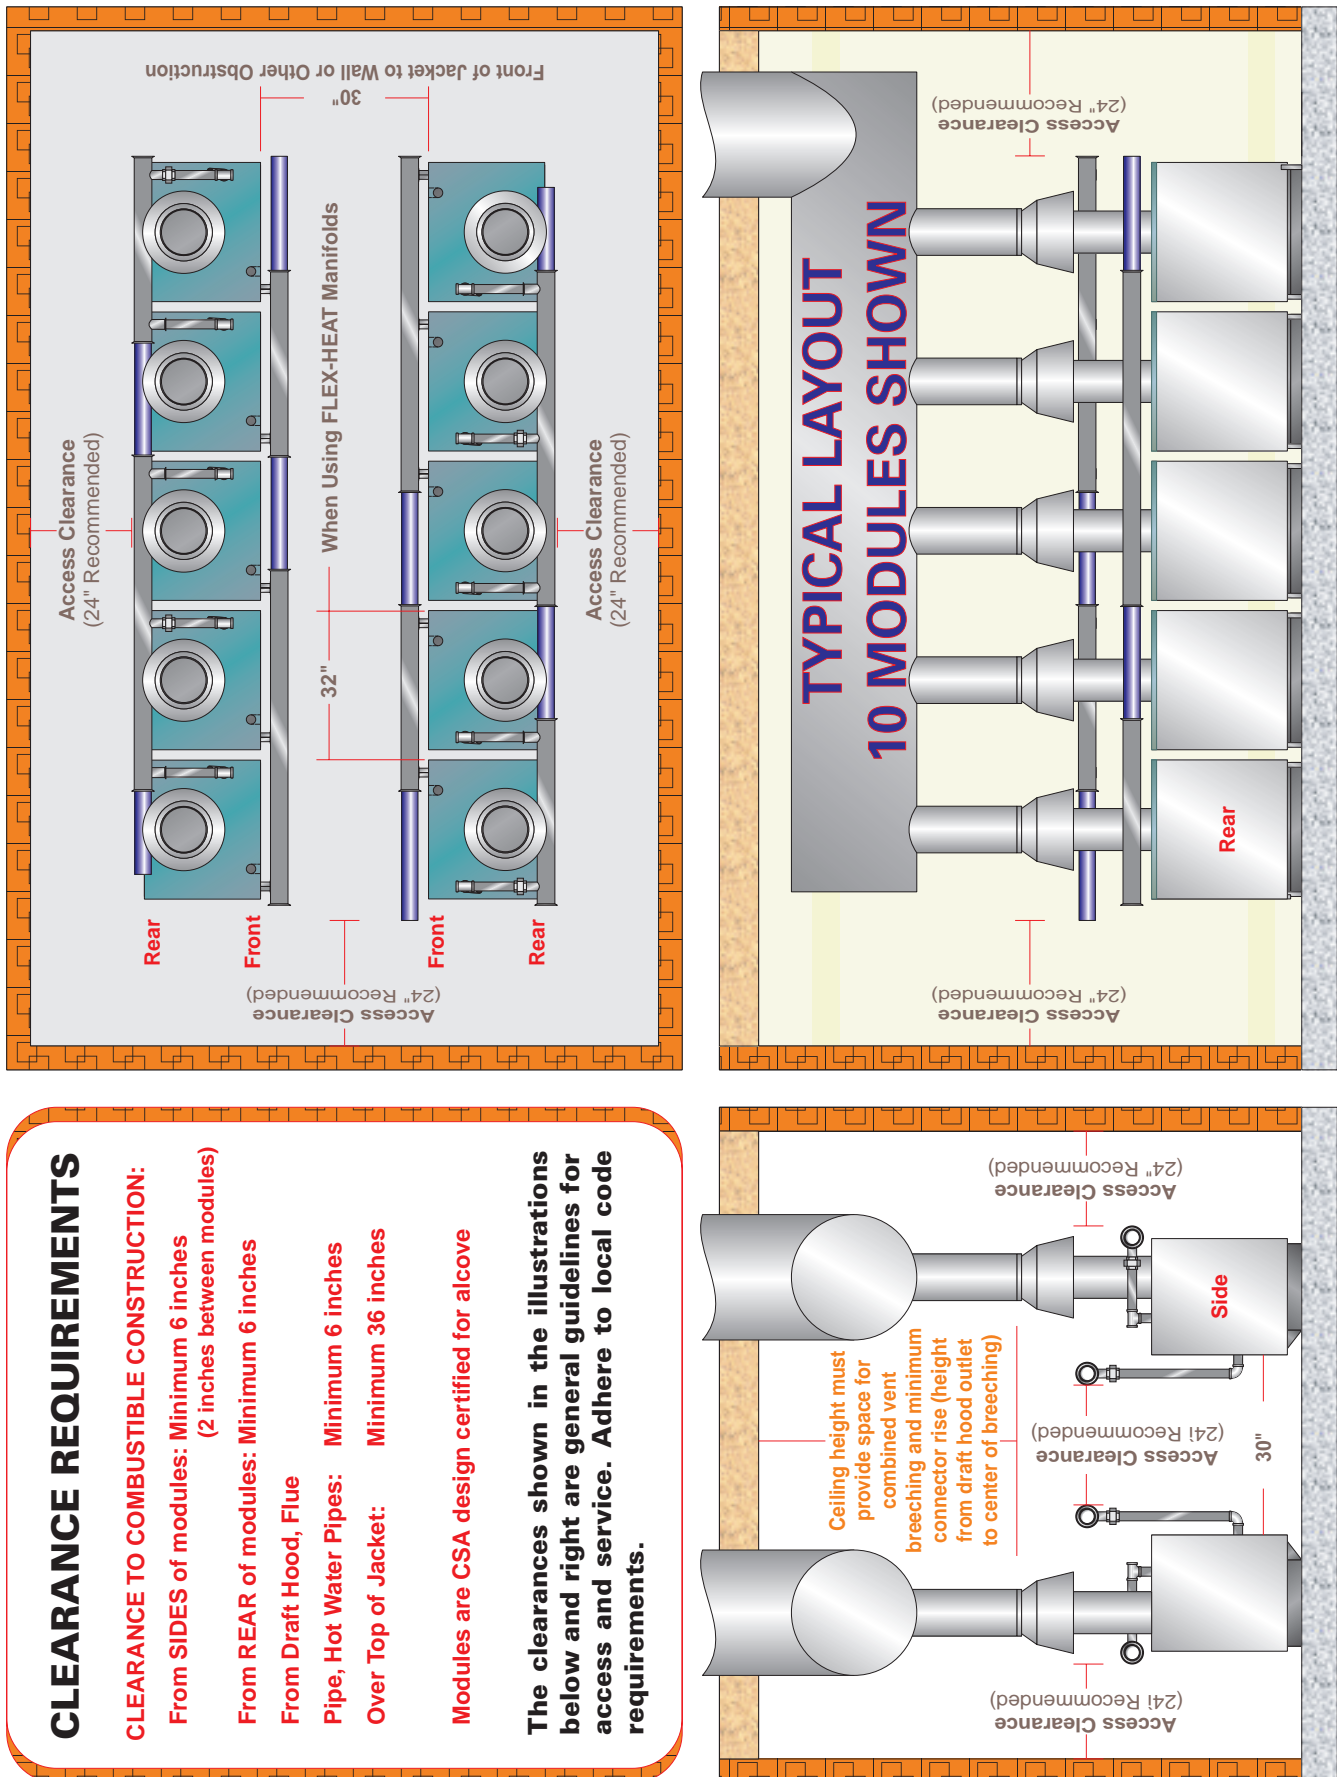 CLEARANCE REQUIREMENTS
CLEARANCE TO COMBUSTIBLE CONSTRUCTION:
From SIDES of modules: Minimum 6 inches
(2 inches between modules)
From REAR of modules: Minimum 6 inches
From Draft Hood, Flue
Pipe, Hot Water Pipes: Minimum 6 inches
Over Top of Jacket: Minimum 36 inches
Modules are CSA design certified for alcove
The clearances shown in the illustrations
below and right are general guidelines for
access and service. Adhere to local code
requirements.
Access Clearance
(24" Recommended)
Rear
Front
Front of Jacket to Wall or Other Obstruction
30"
32"
When Using FLEX-HEAT Manifolds
Access Clearance
(24" Recommended)
Front
Rear
Access Clearance
(24" Recommended)
Access Clearance
(24i Recommended)
Ceiling height must
provide space for
combined vent
breeching and minimum
connector rise (height
from draft hood outlet
to center of breeching)
Access Clearance
(24i Recommended)
30"
Side
Access Clearance
(24" Recommended)
TYPICAL LAYOUT
10 MODULES SHOWN
Access Clearance
(24" Recommended)
Rear
Access Clearance
(24" Recommended)